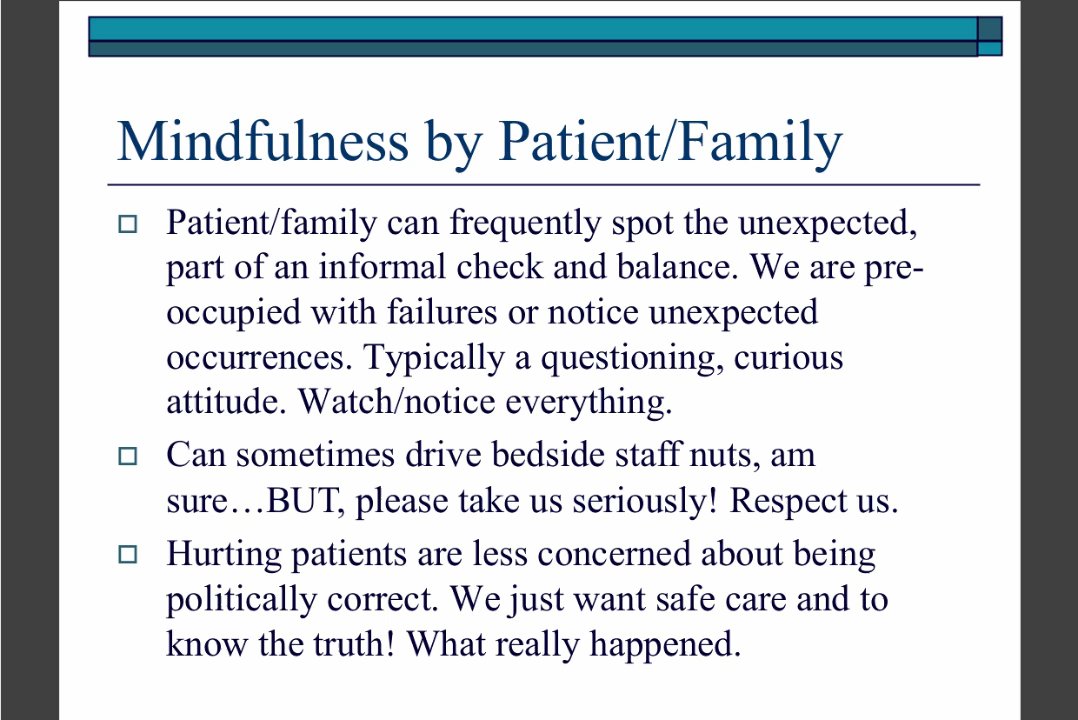 Mindfulness by Patient/Family
Patient/family can frequently spot the unexpected,
part of an informal check and balance. We are pre-
occupied with failures or notice unexpected
occurrences. Typically a questioning, curious
attitude. Watch/notice everything.
Can sometimes drive bedside staff nuts, am
sure…BUT, please take us seriously! Respect us.
Hurting patients are less concerned about being
politically correct. We just want safe care and to
know the truth! What really happened.